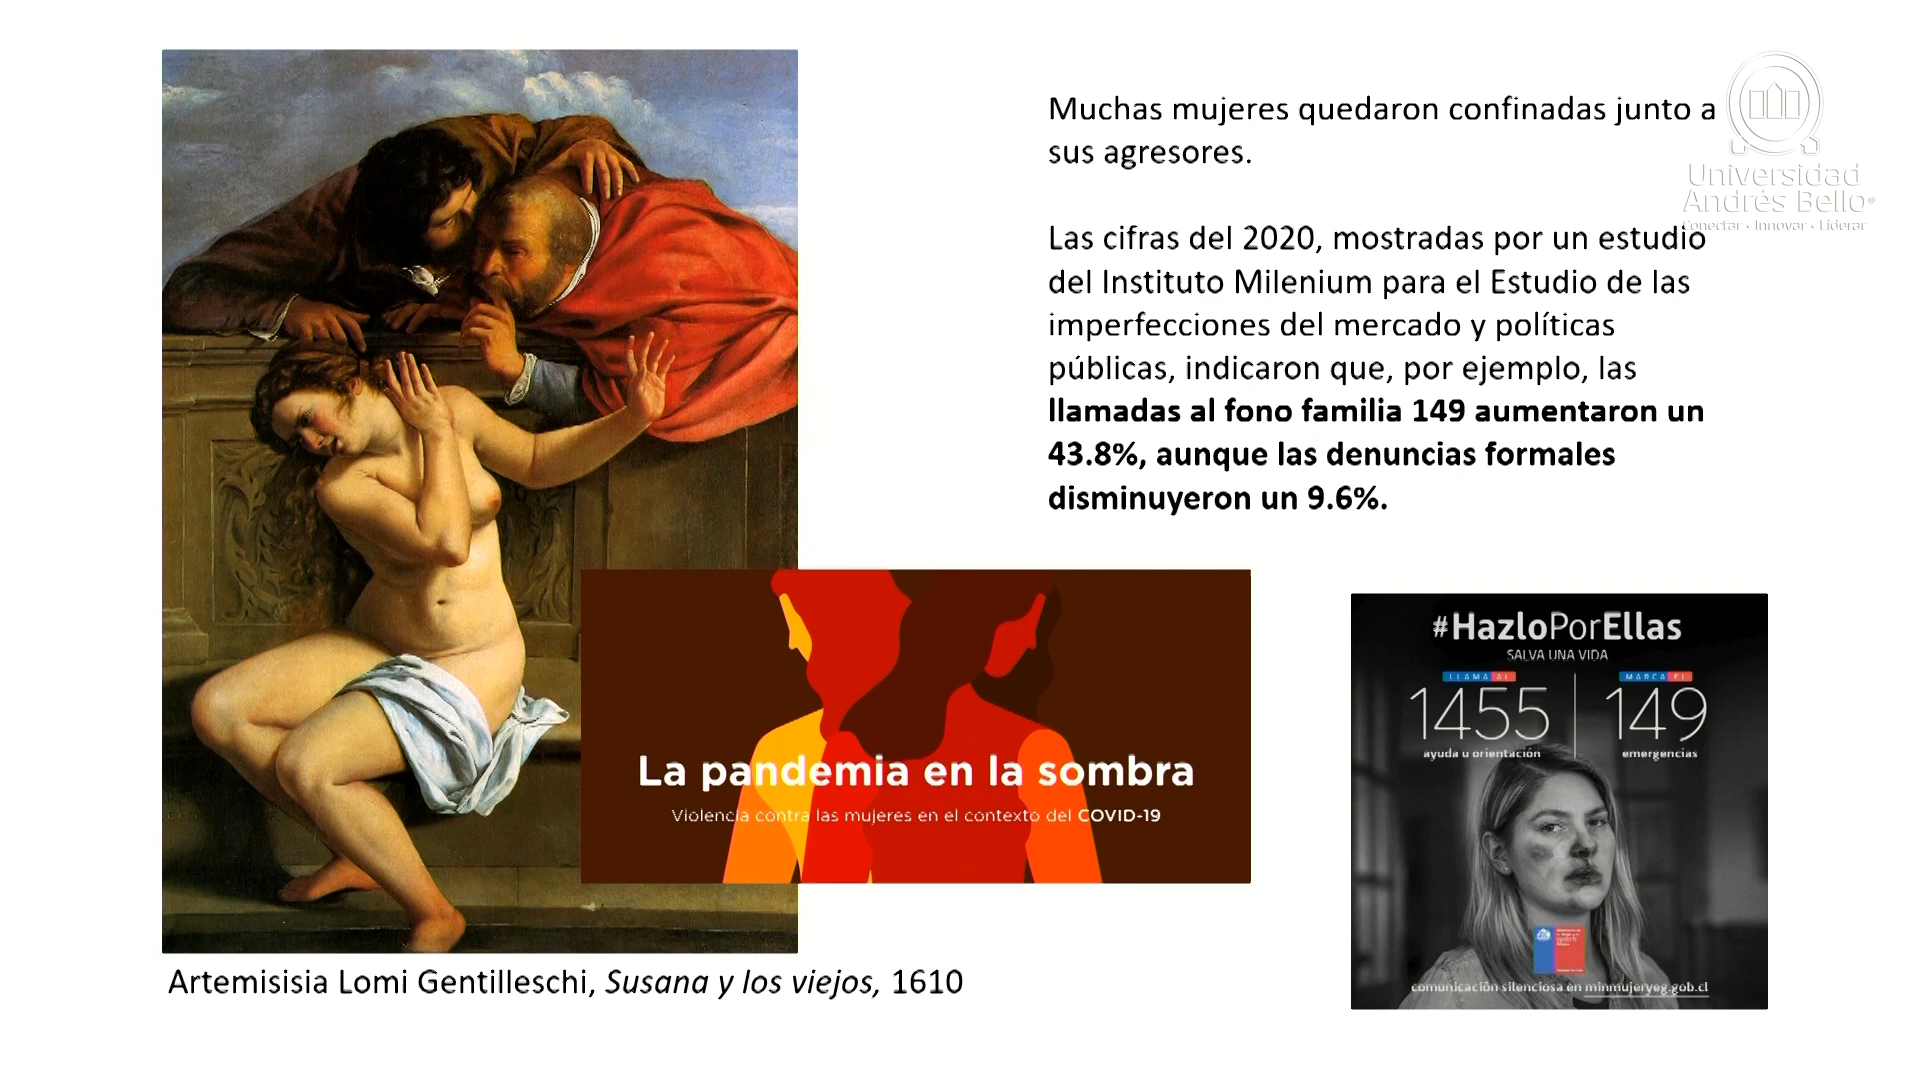 Muchas mujeres quedaron confinadas junto a
sus agresores.
Las cifras del 2020, mostradas por un estudio
del Instituto Milenium para el Estudio de las
imperfecciones del mercado y políticas
públicas, indicaron que, por ejemplo, las
llamadas al fono familia 149 aumentaron un
43.8%, aunque las denuncias formales
disminuyeron un 9.6%.
Universidad
Andrés Bello®
Conectar • Innovar • Liderar
La pandemia en la sombra
Violencia contra las mujeres en el contexto del COVID-19
#HazloPorEllas
SALVA UNA VIDA
LLAMA AL
1455
ayuda u orientación
MARCA EL
149
emergencias
comunicación silenciosa en minmujeryeg.gob.cl
Artemisisia Lomi Gentilleschi, Susana y los viejos, 1610